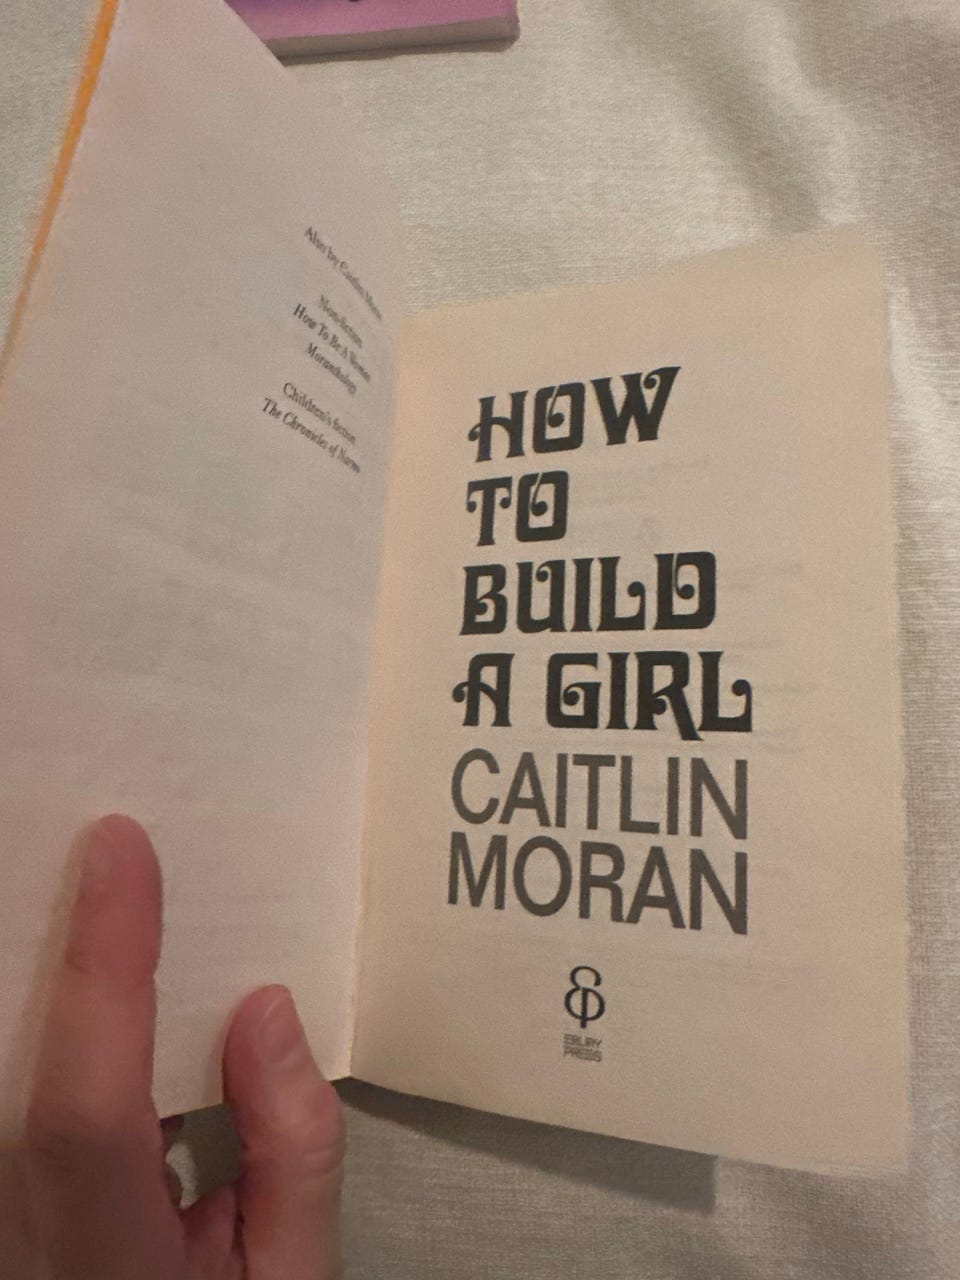 Also by Caitlin Moran
Non-fiction
How To Be A Woman
Moranthology
Children's fiction
The Chronicles of Narmo
HOW
TO
BUILD
A GIRL
CAITLIN
MORAN
EBURY
PRESS